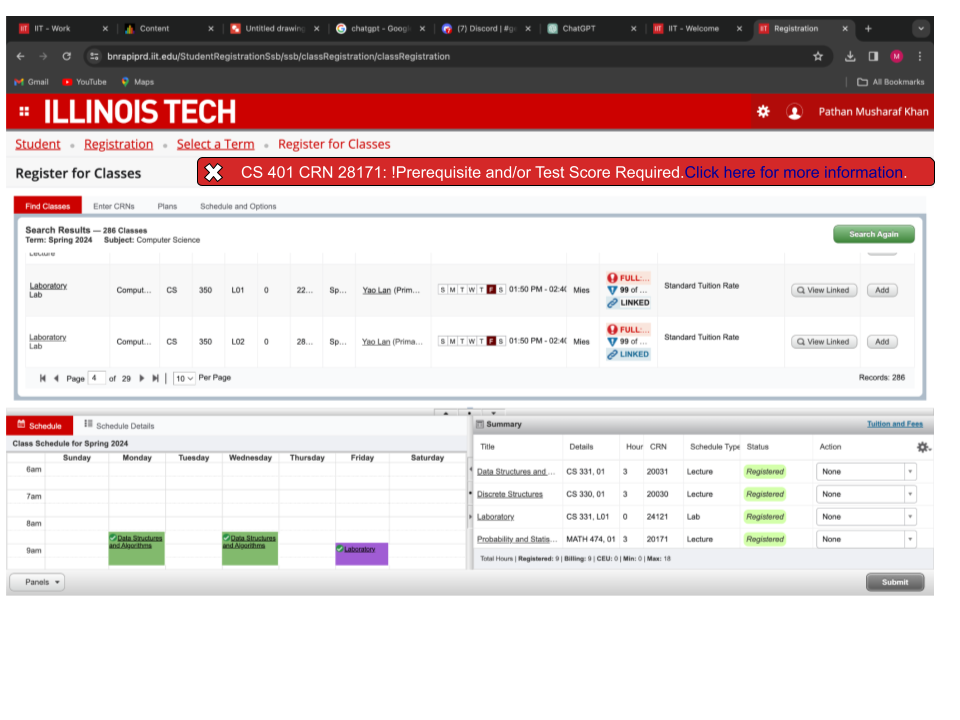 IIT - Work
Content
Untitled drawing
chatgpt - Goog
(7) Discord | #g
ChatGPT
IIT - Welcome
Registration
bnrapiprd.iit.edu/StudentRegistrationSsb/ssb/classRegistration/classRegistration
M
Gmail YouTube Maps All Bookmarks
ILLINOIS TECH
Pathan Musharaf Khan
Student Registration Select a Term Register for Classes
Register for Classes
CS 401 CRN 28171: !Prerequisite and/or Test Score Required.Click here for more information.
Find Classes Enter CRNs Plans Schedule and Options
Search Results — 286 Classes
Term: Spring 2024 Subject: Computer Science
Search Again
Lecture
Laboratory Comput... CS 350 L01 0 22... Sp... Yao Lan (Prim... S M T W T F S 01:50 PM - 02:40 Mies FULL:... Standard Tuition Rate View Linked Add
Lab 99 of ...
LINKED
Laboratory Comput... CS 350 L02 0 28... Sp... Yao Lan (Prima... S M T W T F S 01:50 PM - 02:40 Mies FULL:... Standard Tuition Rate View Linked Add
Lab 99 of ...
LINKED
Page 4 of 29 | 10 Per Page Records: 286
Schedule Schedule Details
Class Schedule for Spring 2024
Sunday Monday Tuesday Wednesday Thursday Friday Saturday
6am
7am
8am
Data Structures and Algorithms
Data Structures and Algorithms
9am
Laboratory
Summary Tuition and Fees
Title Details Hour CRN Schedule Type Status Action
Data Structures and ... CS 331, 01 3 20031 Lecture Registered None
Discrete Structures CS 330, 01 3 20030 Lecture Registered None
Laboratory CS 331, L01 0 24121 Lab Registered None
Probability and Statis... MATH 474, 01 3 20171 Lecture Registered None
Total Hours | Registered: 9 | Billing: 9 | CEU: 0 | Min: 0 | Max: 18
Panels Submit